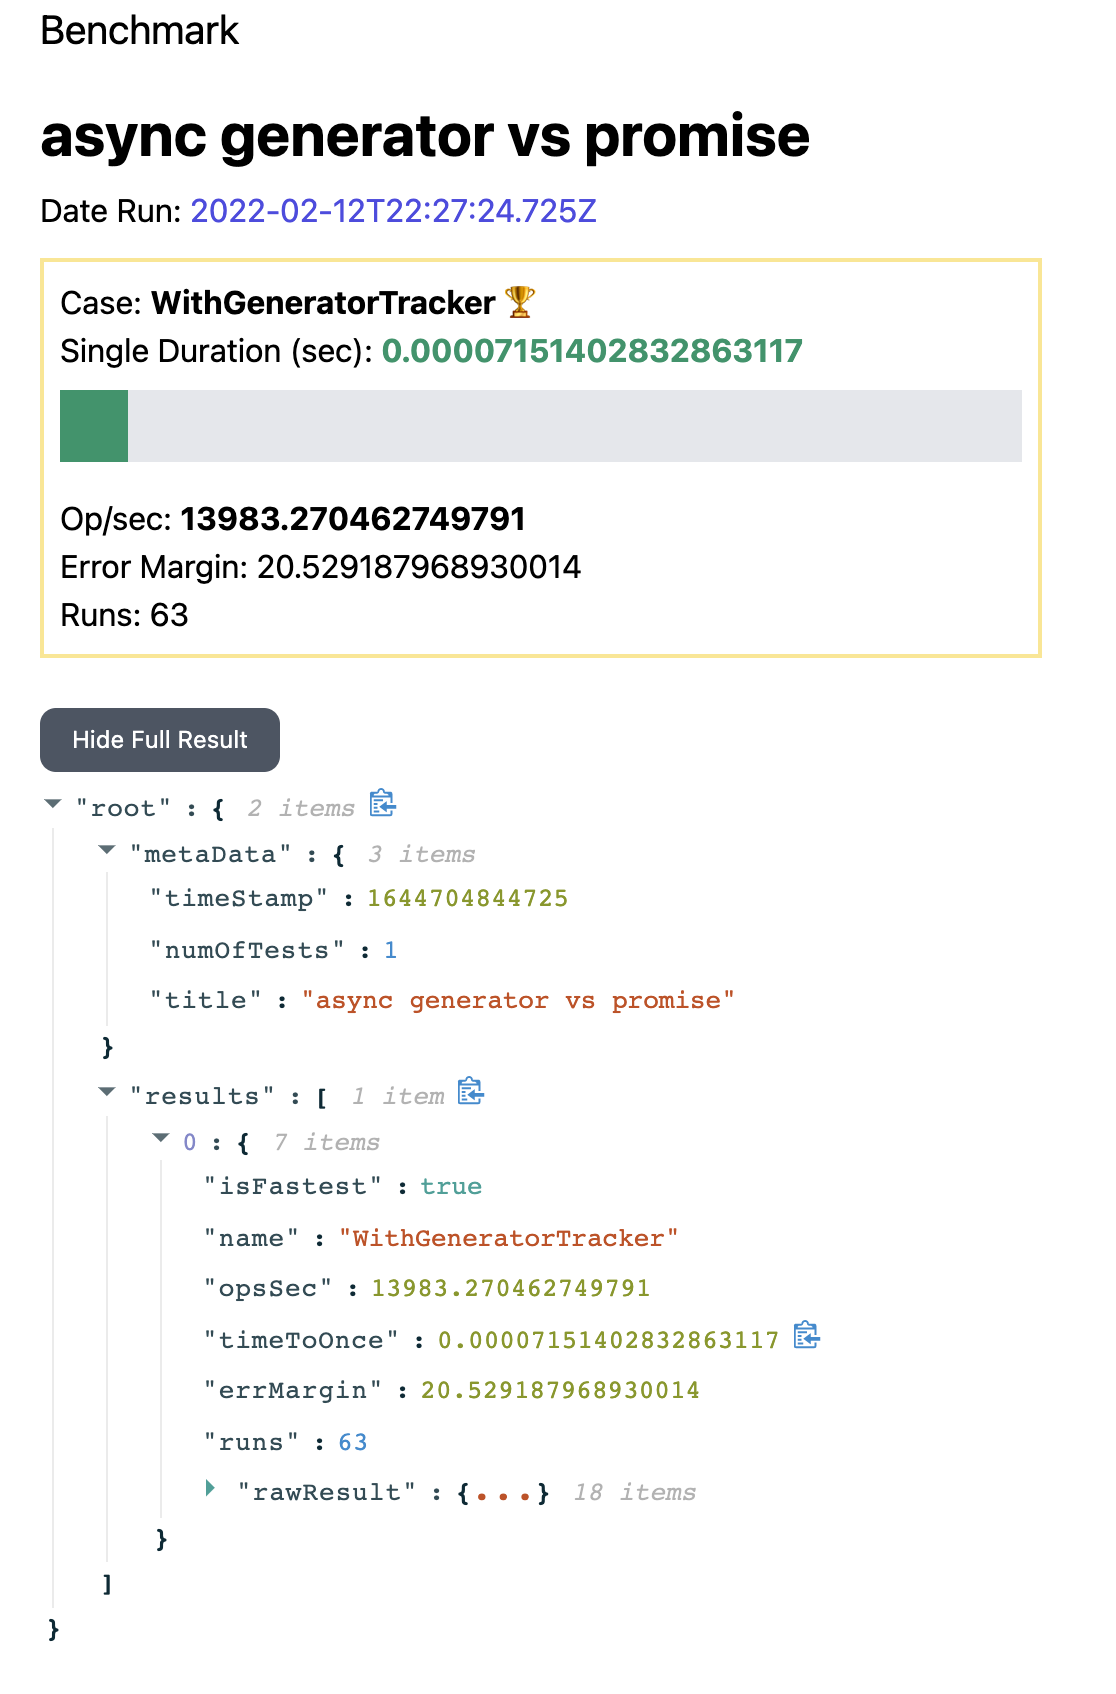 Benchmark
async generator vs promise
Date Run: 2022-02-12T22:27:24.725Z
Case: WithGeneratorTracker 🏆
Single Duration (sec): 0.00007151402832863117
Op/sec: 13983.270462749791
Error Margin: 20.529187968930014
Runs: 63
Hide Full Result
"root" : { 2 items
"metaData" : { 3 items
"timeStamp" : 1644704844725
"numOfTests" : 1
"title" : "async generator vs promise"
}
"results" : [ 1 item
0 : { 7 items
"isFastest" : true
"name" : "WithGeneratorTracker"
"opsSec" : 13983.270462749791
"timeToOnce" : 0.00007151402832863117
"errMargin" : 20.529187968930014
"runs" : 63
"rawResult" : {...} 18 items
}
]
}